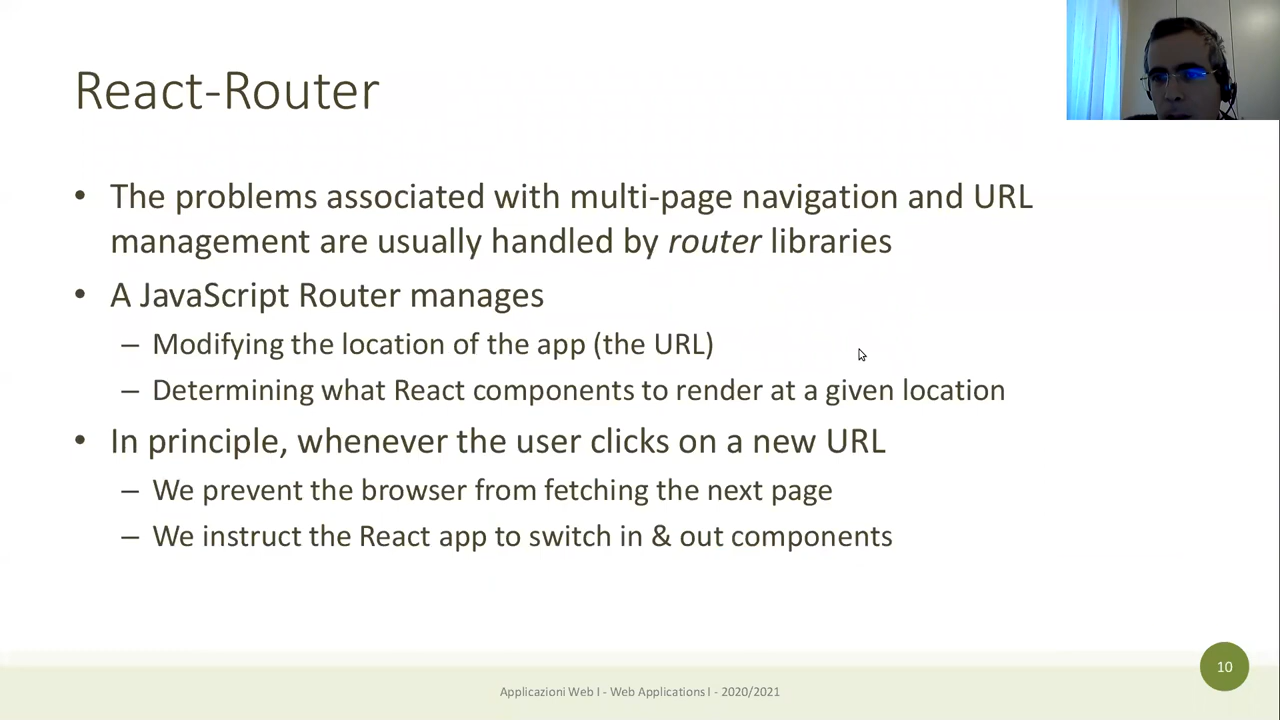 React-Router
• The problems associated with multi-page navigation and URL
management are usually handled by router libraries
• A JavaScript Router manages
– Modifying the location of the app (the URL)
– Determining what React components to render at a given location
• In principle, whenever the user clicks on a new URL
– We prevent the browser from fetching the next page
– We instruct the React app to switch in & out components
10
Applicazioni Web I - Web Applications I - 2020/2021